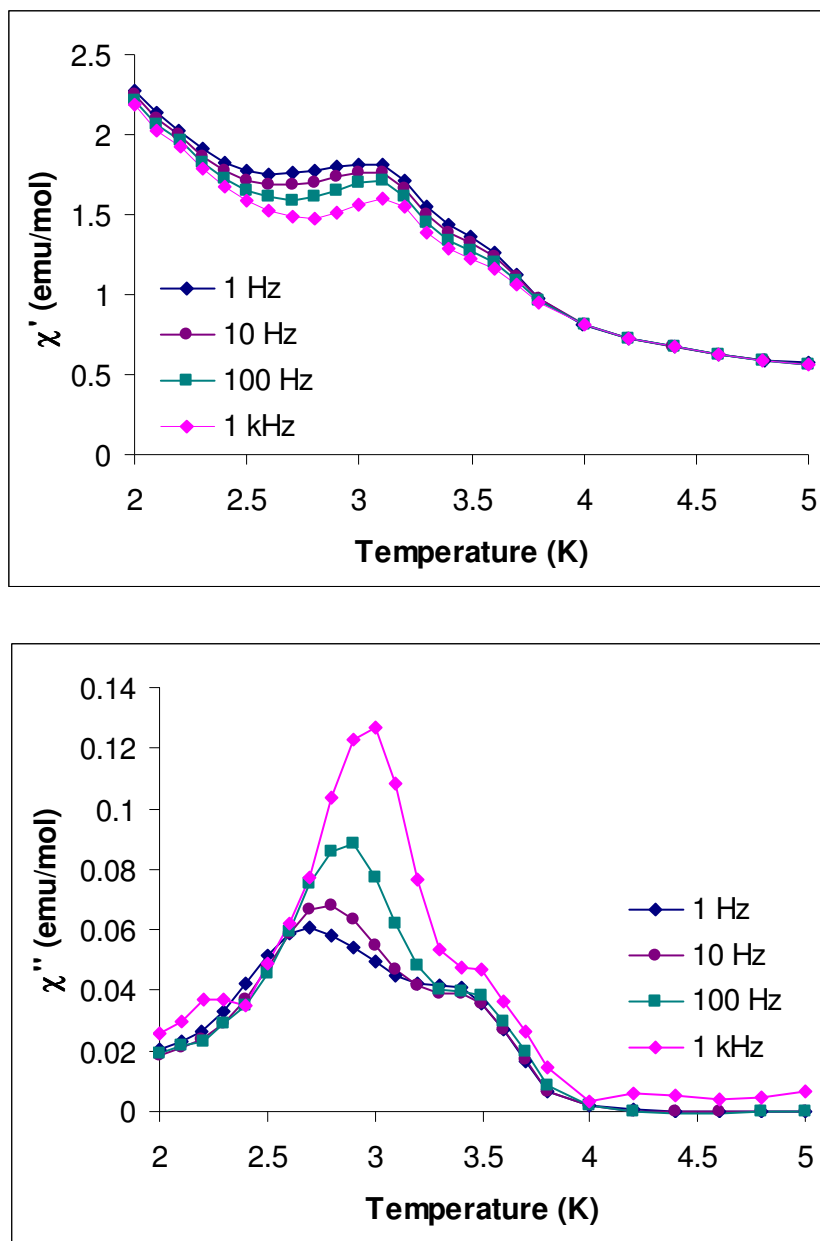 2.5
2
1.5
1
0.5
0
χ' (emu/mol)
1 Hz
10 Hz
100 Hz
1 kHz
2 2.5 3 3.5 4 4.5 5
Temperature (K)
0.14
0.12
0.1
0.08
0.06
0.04
0.02
0
χ'' (emu/mol)
1 Hz
10 Hz
100 Hz
1 kHz
2 2.5 3 3.5 4 4.5 5
Temperature (K)